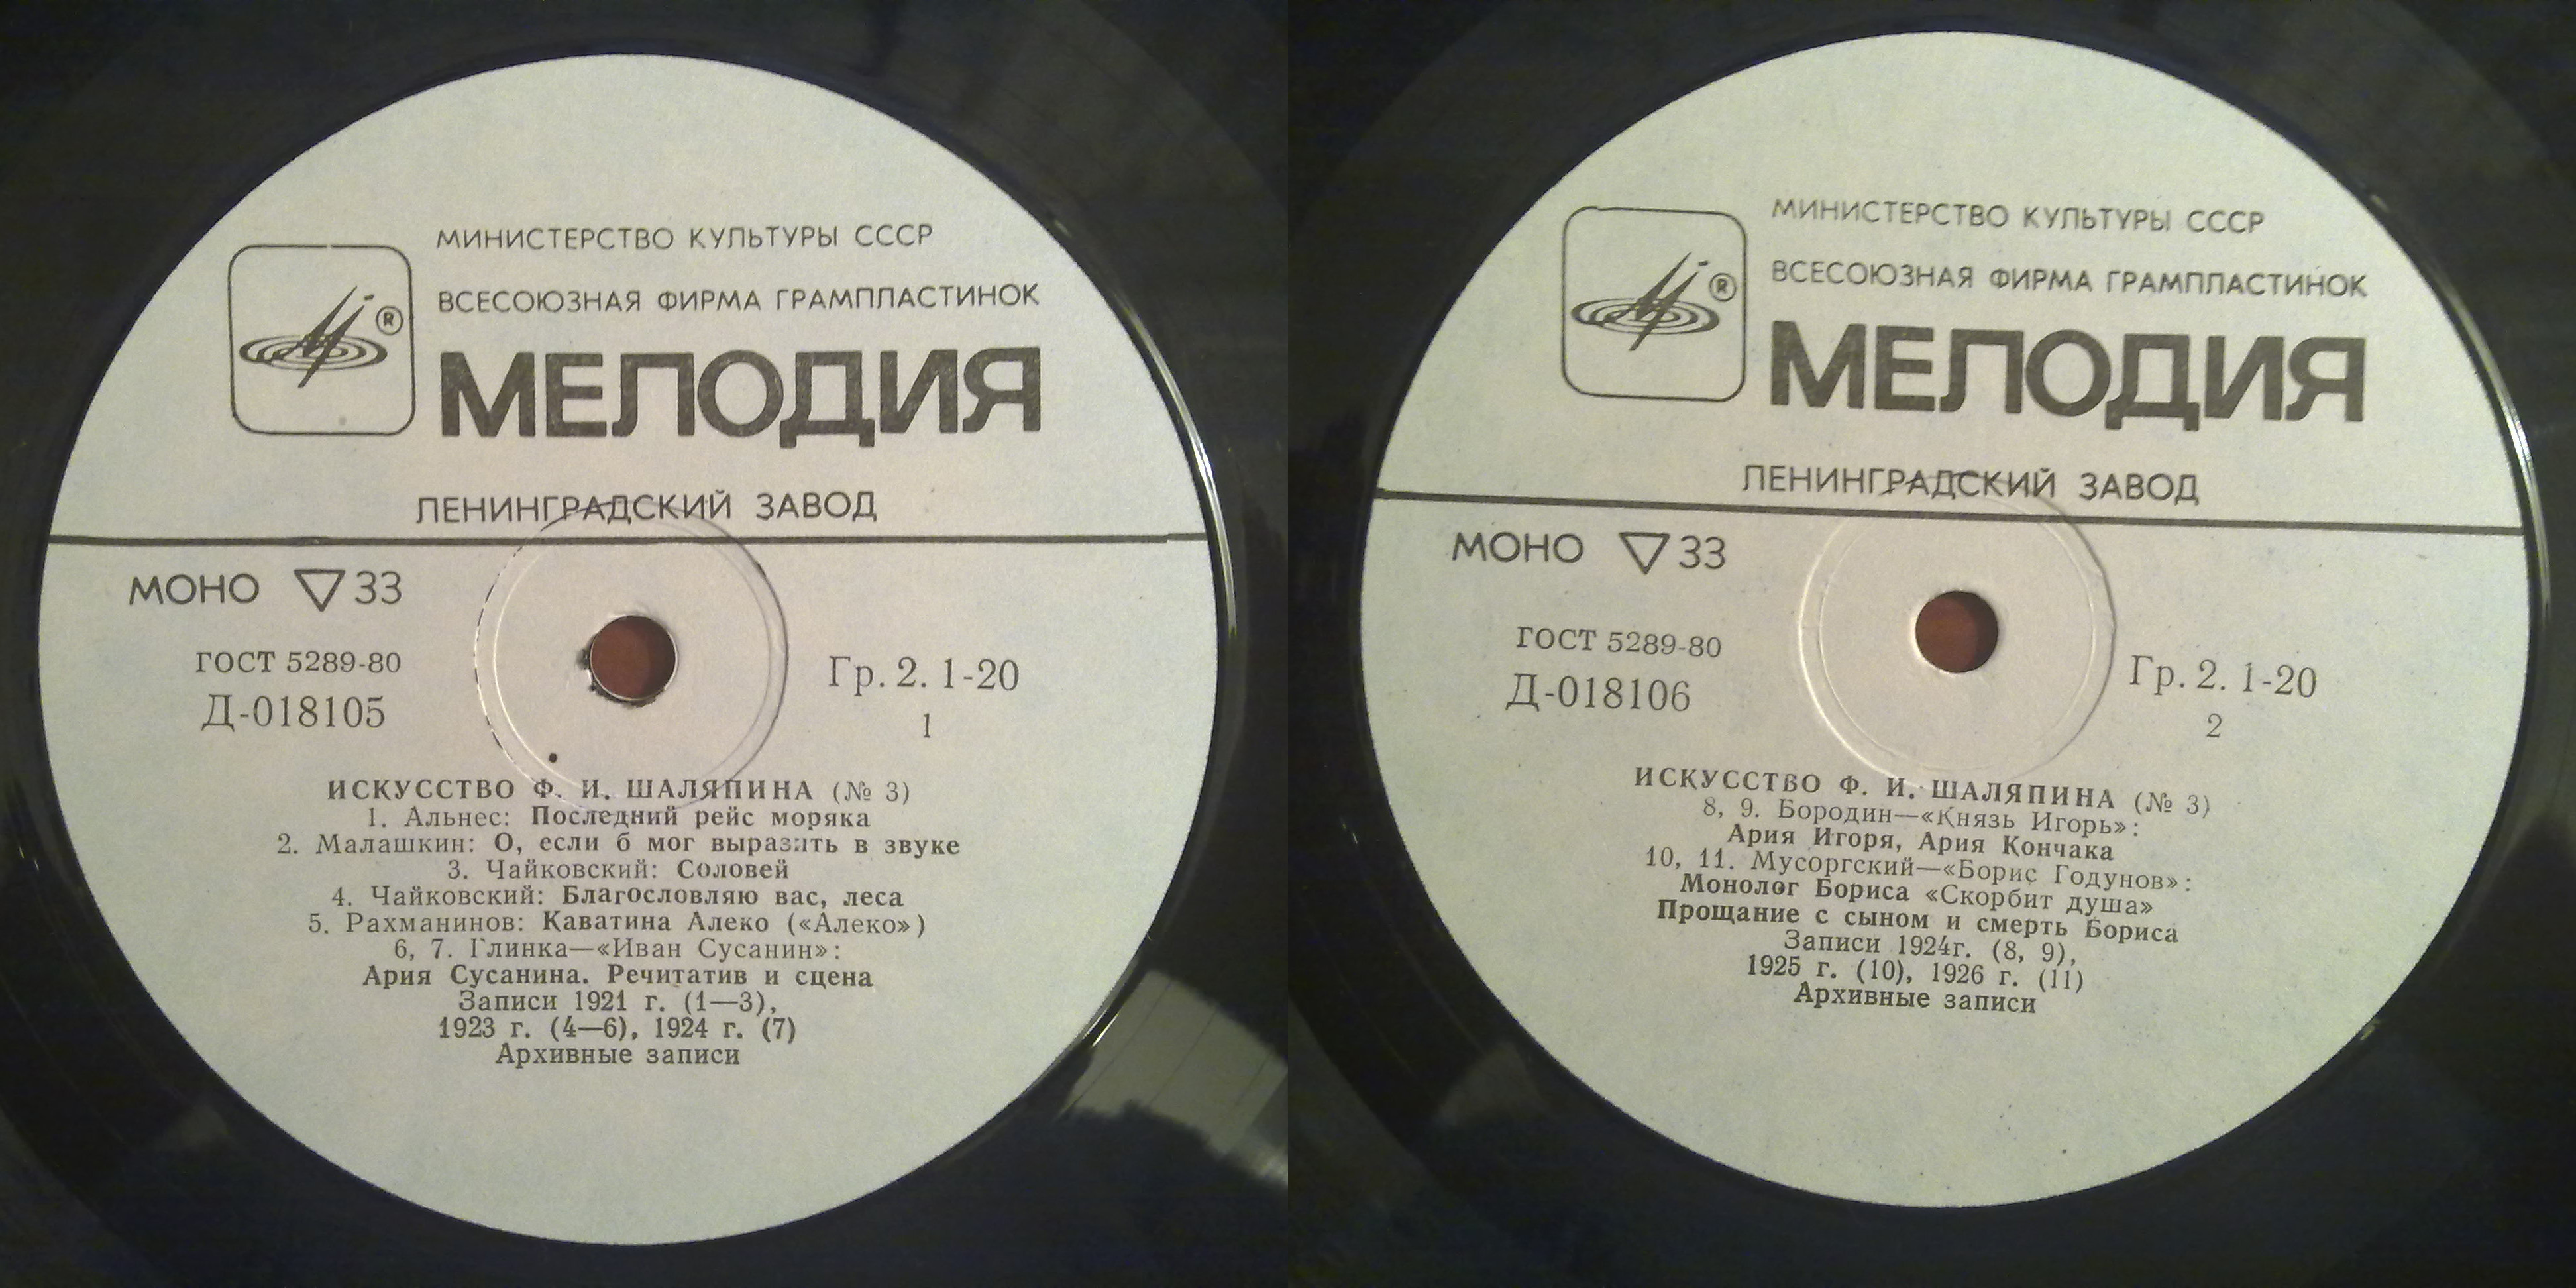 МИНИСТЕРСТВО КУЛЬТУРЫ СССР
ВСЕСОЮЗНАЯ ФИРМА ГРАМПЛАСТИНОК
®
МЕЛОДИЯ
ЛЕНИНГРАДСКИЙ ЗАВОД
МОНО ▽ 33
ГОСТ 5289-80
Д-018105
Гр. 2. 1-20
1
ИСКУССТВО Ф. И. ШАЛЯПИНА (№ 3)
1. Альнес: Последний рейс моряка
2. Малашкин: О, если б мог выразить в звуке
3. Чайковский: Соловей
4. Чайковский: Благословляю вас, леса
5. Рахманинов: Каватина Алеко («Алеко»)
6, 7. Глинка—«Иван Сусанин»:
Ария Сусанина. Речитатив и сцена
Записи 1921 г. (1—3),
1923 г. (4—6), 1924 г. (7)
Архивные записи
МИНИСТЕРСТВО КУЛЬТУРЫ СССР
ВСЕСОЮЗНАЯ ФИРМА ГРАМПЛАСТИНОК
®
МЕЛОДИЯ
ЛЕНИНГРАДСКИЙ ЗАВОД
МОНО ▽ 33
ГОСТ 5289-80
Д-018106
Гр. 2. 1-20
2
ИСКУССТВО Ф. И. ШАЛЯПИНА (№ 3)
8, 9. Бородин—«Князь Игорь»:
Ария Игоря, Ария Кончака
10, 11. Мусоргский—«Борис Годунов»:
Монолог Бориса «Скорбит душа»
Прощание с сыном и смерть Бориса
Записи 1924г. (8, 9),
1925 г. (10), 1926 г. (11)
Архивные записи